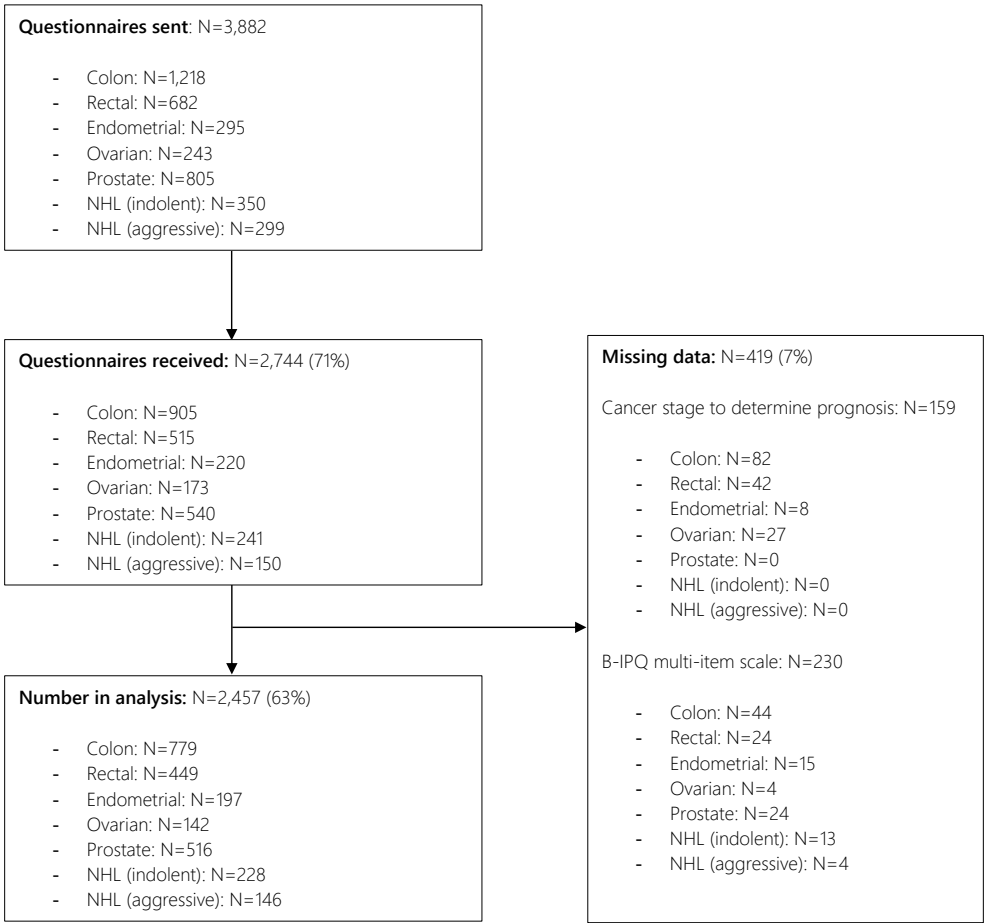 Questionnaires sent: N=3,882
- Colon: N=1,218
- Rectal: N=682
- Endometrial: N=295
- Ovarian: N=243
- Prostate: N=805
- NHL (indolent): N=350
- NHL (aggressive): N=299
Questionnaires received: N=2,744 (71%)
- Colon: N=905
- Rectal: N=515
- Endometrial: N=220
- Ovarian: N=173
- Prostate: N=540
- NHL (indolent): N=241
- NHL (aggressive): N=150
Missing data: N=419 (7%)
Cancer stage to determine prognosis: N=159
- Colon: N=82
- Rectal: N=42
- Endometrial: N=8
- Ovarian: N=27
- Prostate: N=0
- NHL (indolent): N=0
- NHL (aggressive): N=0
B-IPQ multi-item scale: N=230
- Colon: N=44
- Rectal: N=24
- Endometrial: N=15
- Ovarian: N=4
- Prostate: N=24
- NHL (indolent): N=13
- NHL (aggressive): N=4
Number in analysis: N=2,457 (63%)
- Colon: N=779
- Rectal: N=449
- Endometrial: N=197
- Ovarian: N=142
- Prostate: N=516
- NHL (indolent): N=228
- NHL (aggressive): N=146